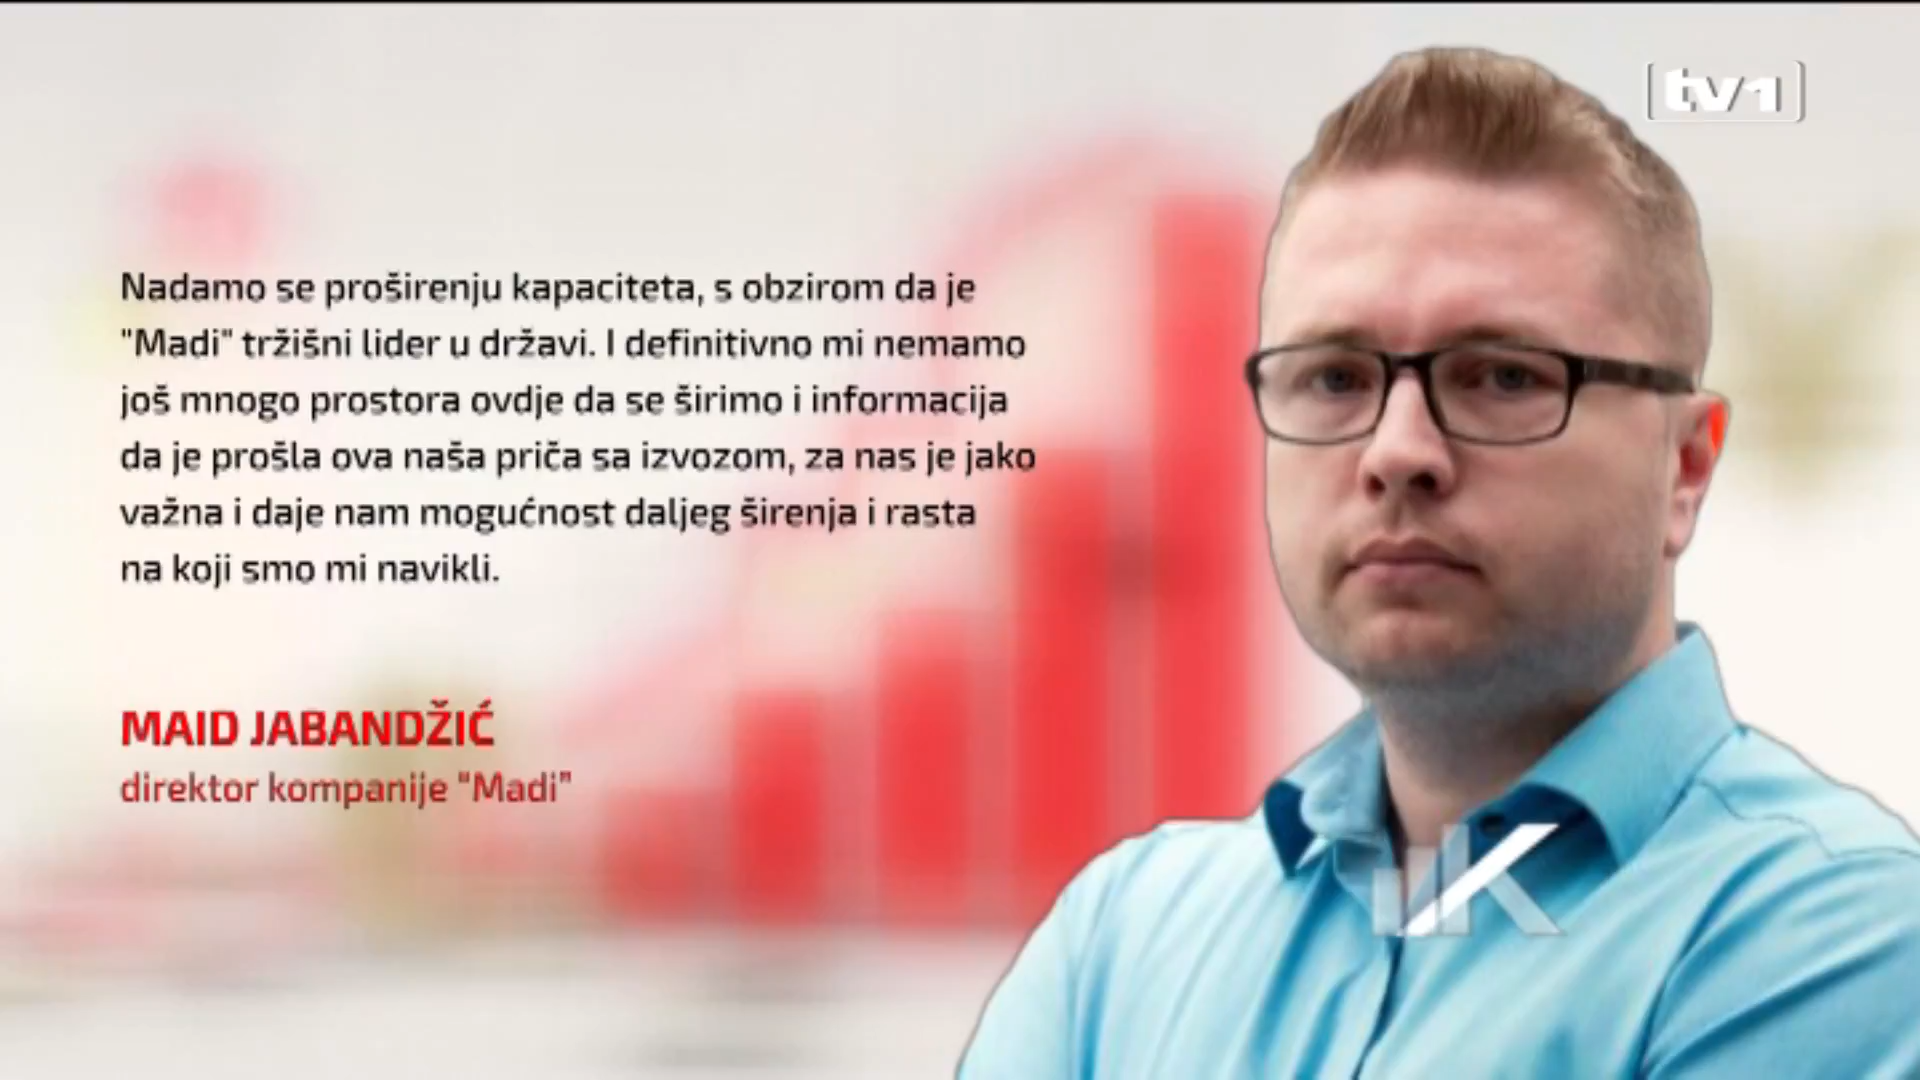 tv1
Nadamo se proširenju kapaciteta, s obzirom da je
"Madi" tržišni lider u državi. I definitivno mi nemamo
još mnogo prostora ovdje da se širimo i informacija
da je prošla ova naša priča sa izvozom, za nas je jako
važna i daje nam mogućnost daljeg širenja i rasta
na koji smo mi navikli.
MAID JABANDŽIĆ
direktor kompanije "Madi"